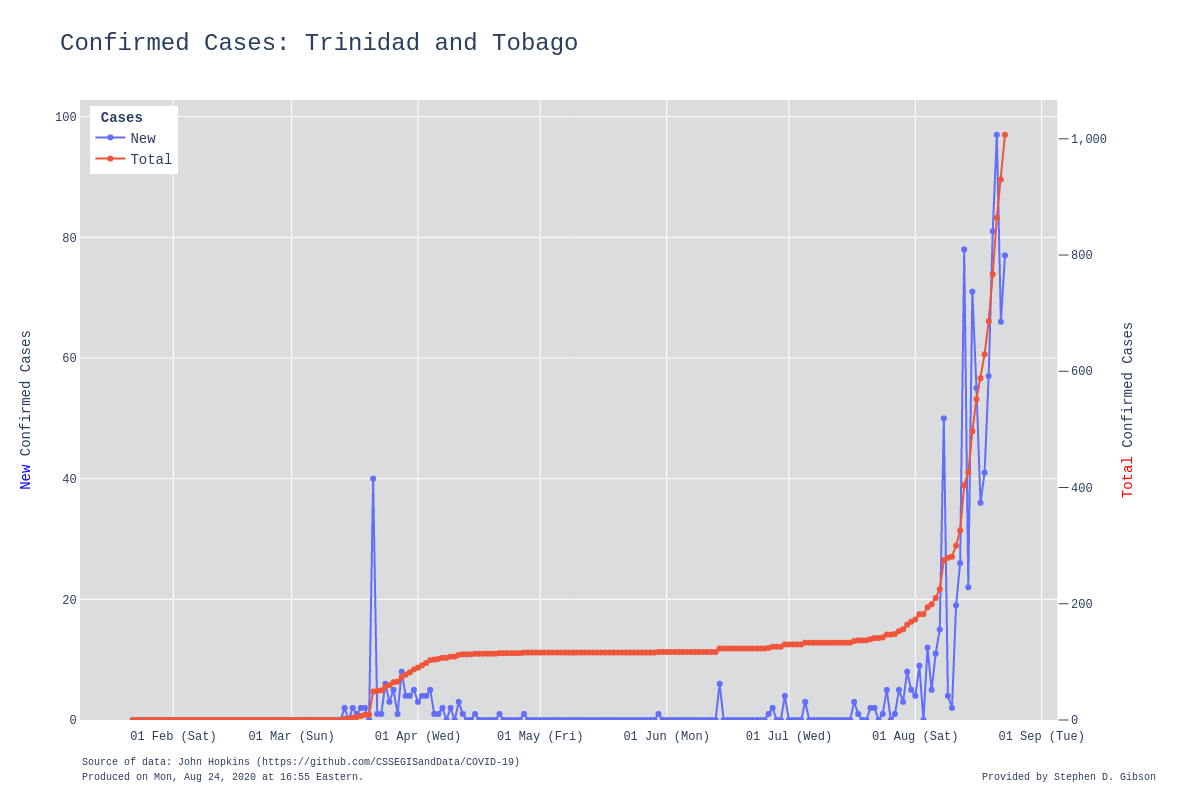 Confirmed Cases: Trinidad and Tobago
Cases
New
Total
100
80
60
40
20
0
1,000
800
600
400
200
0
New Confirmed Cases
Total Confirmed Cases
01 Feb (Sat) 01 Mar (Sun) 01 Apr (Wed) 01 May (Fri) 01 Jun (Mon) 01 Jul (Wed) 01 Aug (Sat) 01 Sep (Tue)
Source of data: John Hopkins (https://github.com/CSSEGISandData/COVID-19)
Produced on Mon, Aug 24, 2020 at 16:55 Eastern.
Provided by Stephen D. Gibson